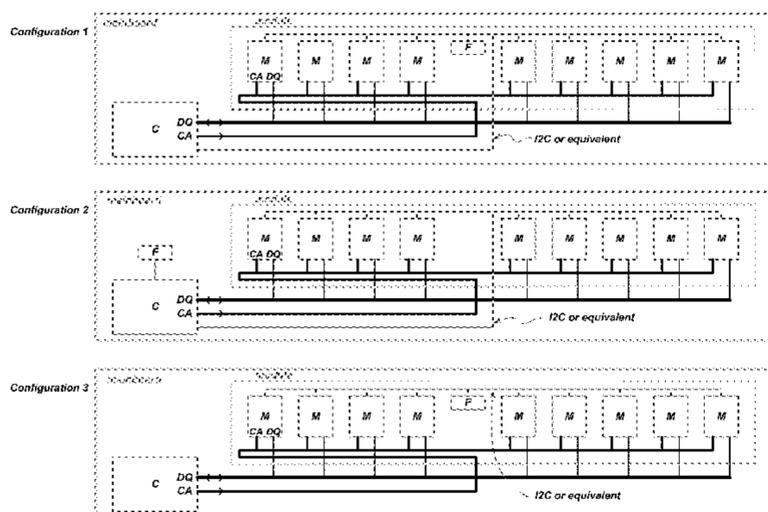 Configuration 1
M M M M F M M M M M
CA DQ
C DQ
CA
I2C or equivalent
Configuration 2
M M M M M M M M M
F
CA DQ
C DQ
CA
I2C or equivalent
Configuration 3
M M M M F M M M M M
CA DQ
C DQ
CA
I2C or equivalent